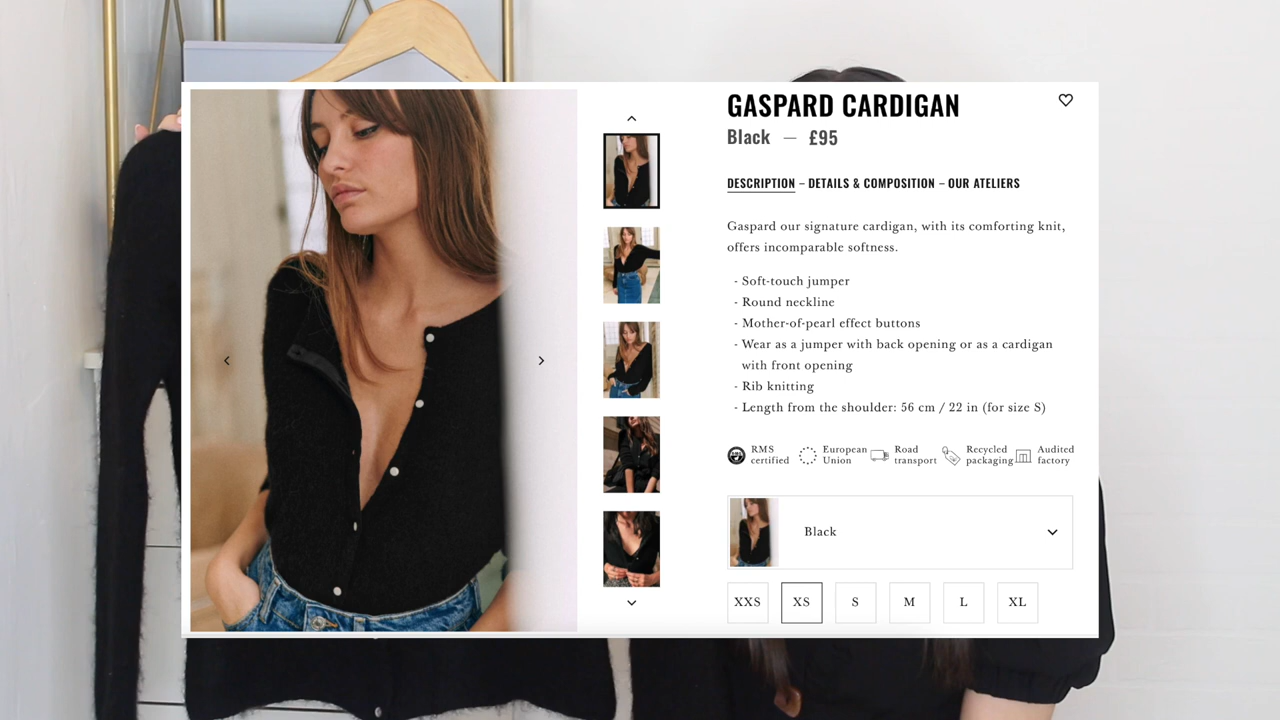 GASPARD CARDIGAN
Black — £95
DESCRIPTION – DETAILS & COMPOSITION – OUR ATELIERS
Gaspard our signature cardigan, with its comforting knit,
offers incomparable softness.
- Soft-touch jumper
- Round neckline
- Mother-of-pearl effect buttons
- Wear as a jumper with back opening or as a cardigan
with front opening
- Rib knitting
- Length from the shoulder: 56 cm / 22 in (for size S)
RMS
certified
European
Union
Road
transport
Recycled
packaging
Audited
factory
Black
XXS XS S M L XL